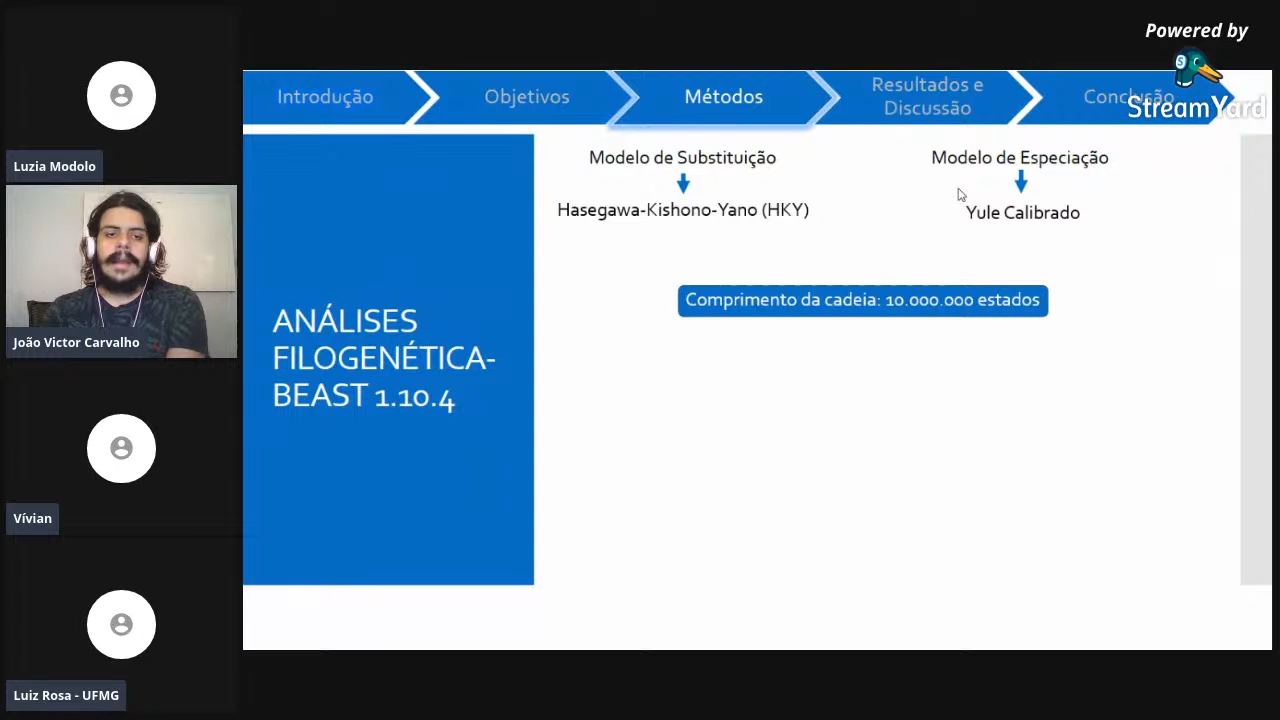 Powered by
StreamYard
Introdução
Objetivos
Métodos
Resultados e
Discussão
Conclusão
Luzia Modolo
João Victor Carvalho
Vívian
Luiz Rosa - UFMG
ANÁLISES
FILOGENÉTICA-
BEAST 1.10.4
Modelo de Substituição
Hasegawa-Kishono-Yano (HKY)
Modelo de Especiação
Yule Calibrado
Comprimento da cadeia: 10.000.000 estados